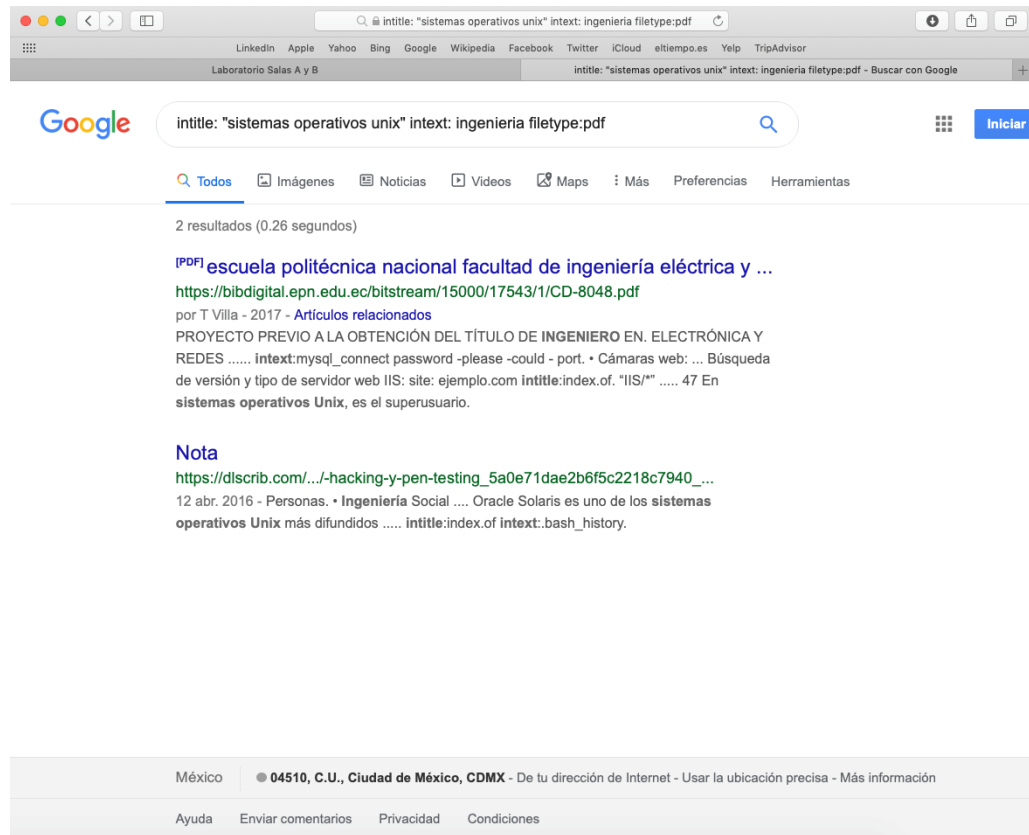 intitle: "sistemas operativos unix" intext: ingenieria filetype:pdf
LinkedIn Apple Yahoo Bing Google Wikipedia Facebook Twitter iCloud eltiempo.es Yelp TripAdvisor
Laboratorio Salas A y B
intitle: "sistemas operativos unix" intext: ingenieria filetype:pdf - Buscar con Google
Google
intitle: "sistemas operativos unix" intext: ingenieria filetype:pdf
Iniciar
Todos Imágenes Noticias Videos Maps Más Preferencias Herramientas
2 resultados (0.26 segundos)
[PDF] escuela politécnica nacional facultad de ingeniería eléctrica y ...
https://bibdigital.epn.edu.ec/bitstream/15000/17543/1/CD-8048.pdf
por T Villa - 2017 - Artículos relacionados
PROYECTO PREVIO A LA OBTENCIÓN DEL TÍTULO DE INGENIERO EN. ELECTRÓNICA Y
REDES ...... intext:mysql_connect password -please -could - port. • Cámaras web: ... Búsqueda
de versión y tipo de servidor web IIS: site: ejemplo.com intitle:index.of. “IIS/*” ..... 47 En
sistemas operativos Unix, es el superusuario.
Nota
https://dlscrib.com/.../-hacking-y-pen-testing_5a0e71dae2b6f5c2218c7940_...
12 abr. 2016 - Personas. • Ingeniería Social .... Oracle Solaris es uno de los sistemas
operativos Unix más difundidos ..... intitle:index.of intext:.bash_history.
México
04510, C.U., Ciudad de México, CDMX - De tu dirección de Internet - Usar la ubicación precisa - Más información
Ayuda Enviar comentarios Privacidad Condiciones